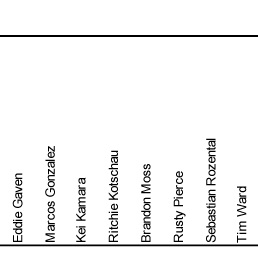 Eddie Gaven
Marcos Gonzalez
Kei Kamara
Ritchie Kotschau
Brandon Moss
Rusty Pierce
Sebastian Rozental
Tim Ward